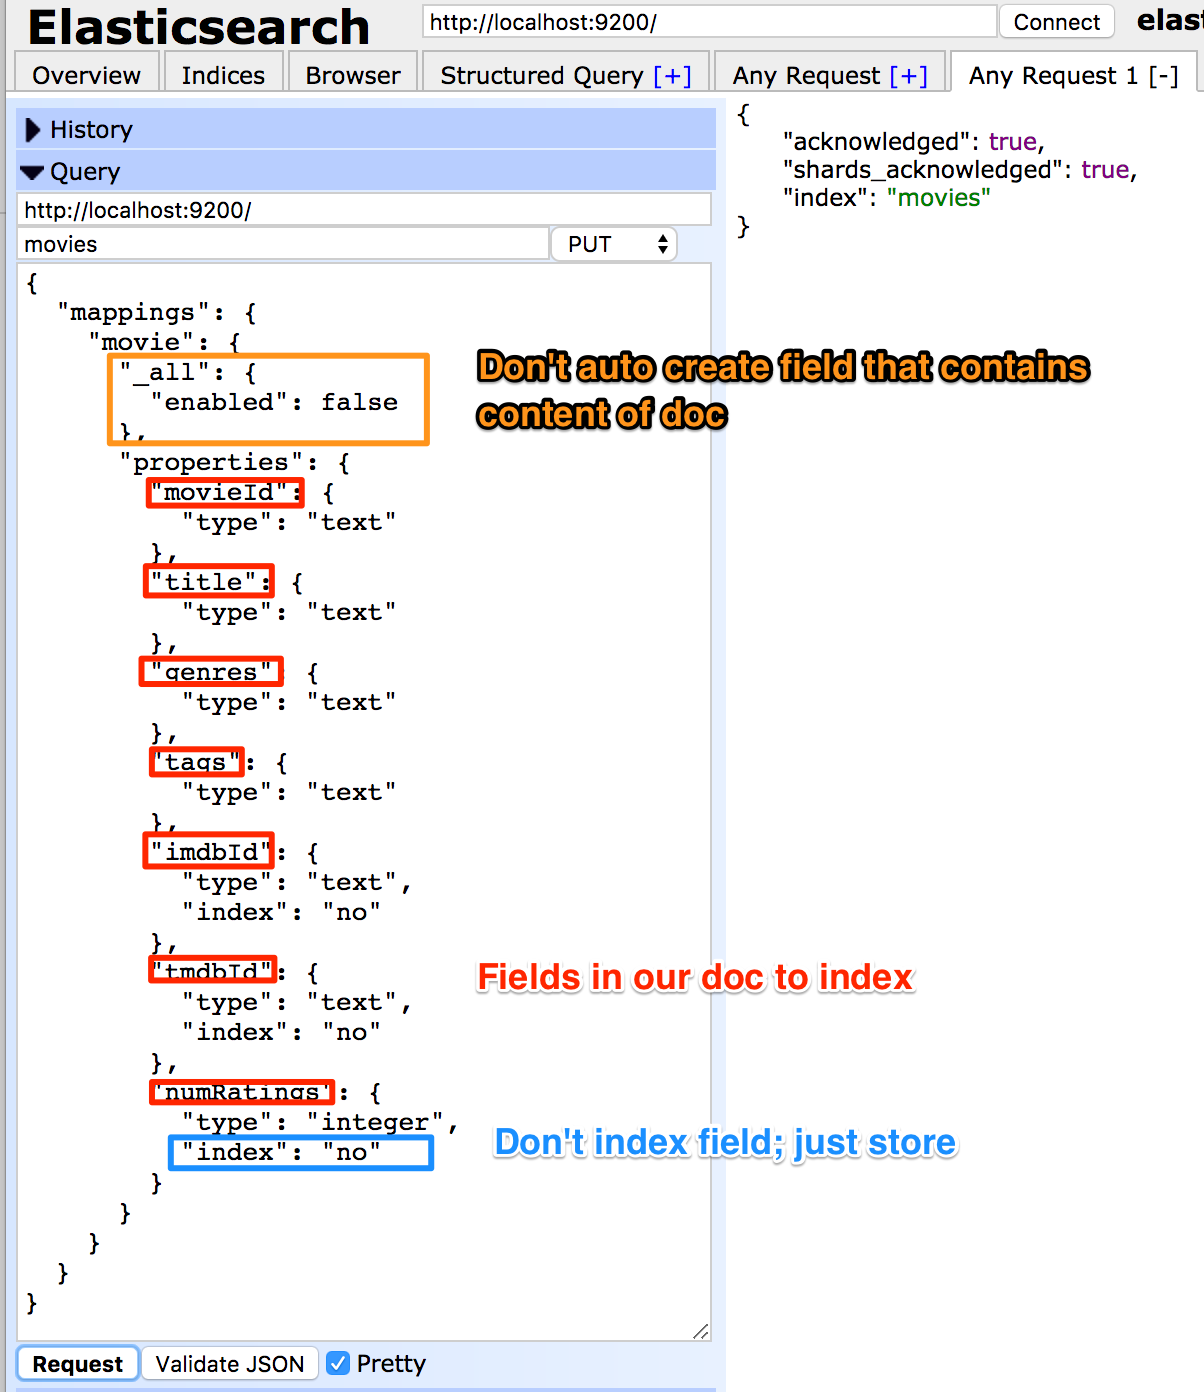 Elasticsearch
http://localhost:9200/
Connect
Overview
Indices
Browser
Structured Query [+]
Any Request [+]
Any Request 1 [-]
History
Query
http://localhost:9200/
movies
PUT
{
"mappings": {
"movie": {
"_all": {
"enabled": false
},
"properties": {
"movieId": {
"type": "text"
},
"title": {
"type": "text"
},
"genres": {
"type": "text"
},
"tags": {
"type": "text"
},
"imdbId": {
"type": "text",
"index": "no"
},
"tmdbId": {
"type": "text",
"index": "no"
},
"numRatings": {
"type": "integer",
"index": "no"
}
}
}
}
}
Don't auto create field that contains
content of doc
Fields in our doc to index
Don't index field; just store
Request
Validate JSON
Pretty
{
"acknowledged": true,
"shards_acknowledged": true,
"index": "movies"
}